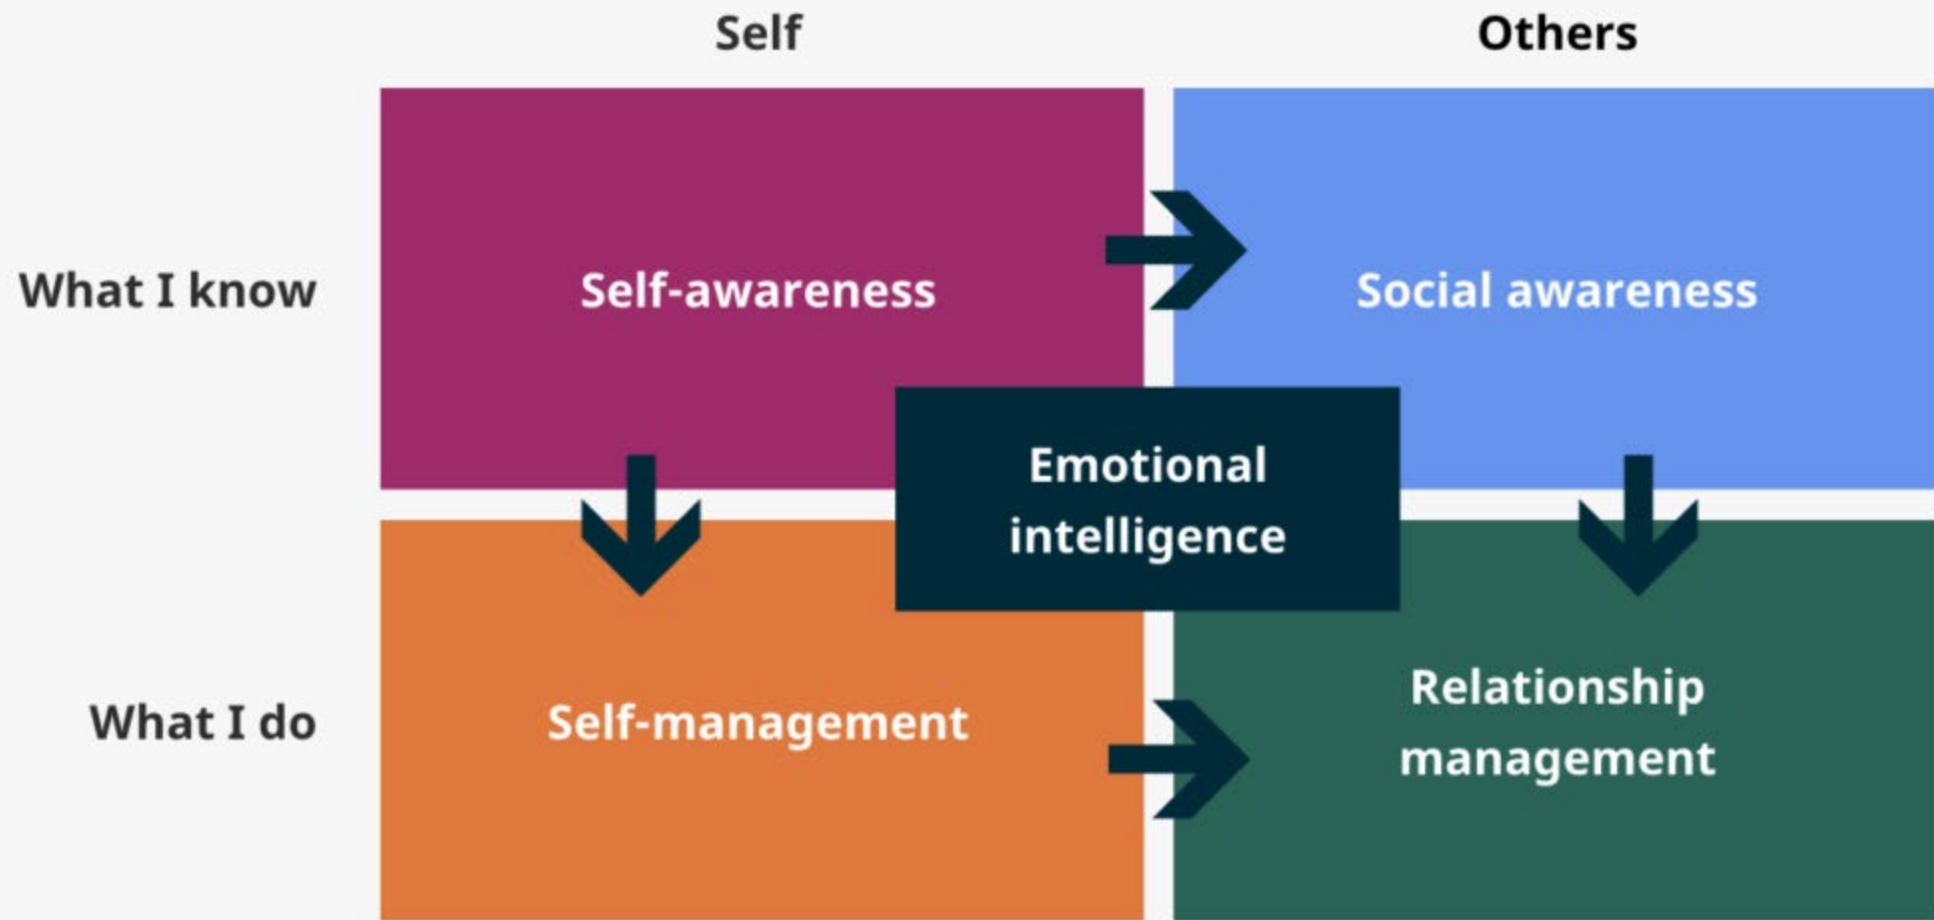 Self
Others
What I know
Self-awareness
Social awareness
Emotional
intelligence
What I do
Self-management
Relationship
management